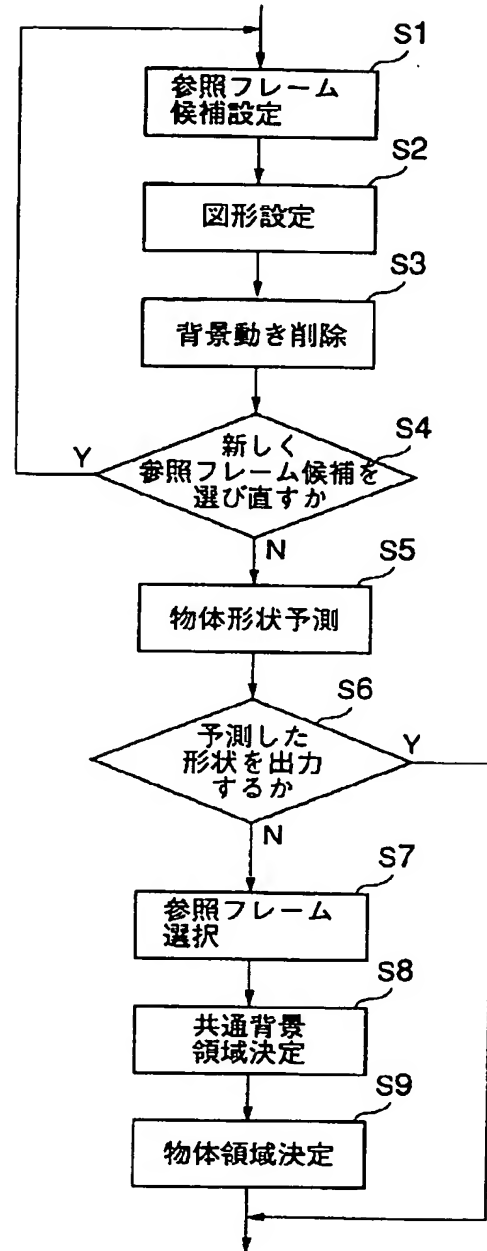 S1
参照フレーム
候補設定
S2
図形設定
S3
背景動き削除
S4
新しく
参照フレーム候補を
選び直すか
Y
N
S5
物体形状予測
S6
予測した
形状を出力
するか
Y
N
S7
参照フレーム
選択
S8
共通背景
領域決定
S9
物体領域決定